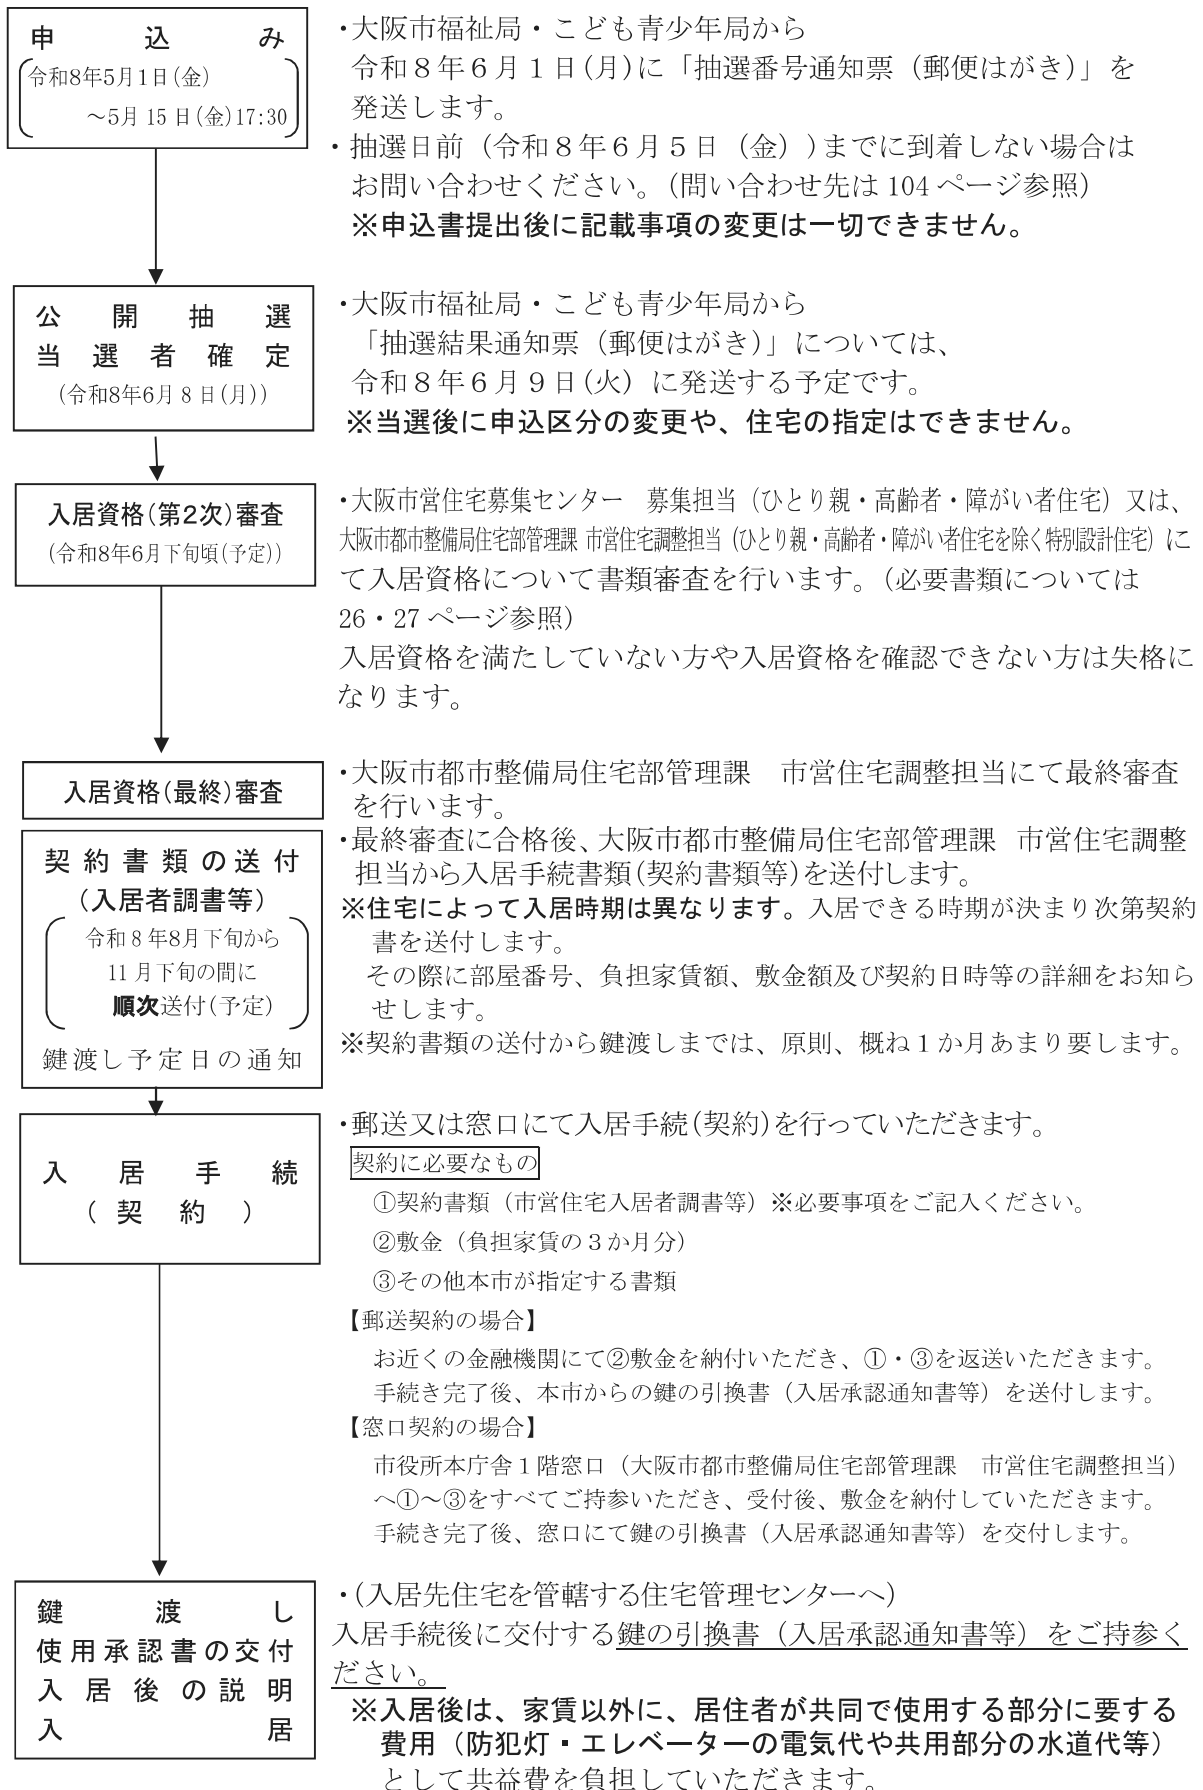 申込み
令和8年5月1日(金)
～5月15日(金)17:30
・大阪市福祉局・こども青少年局から
令和８年６月１日(月)に「抽選番号通知票（郵便はがき）」を
発送します。
・抽選日前（令和８年６月５日（金））までに到着しない場合は
お問い合わせください。（問い合わせ先は 104 ページ参照）
※申込書提出後に記載事項の変更は一切できません。
公開抽選
当選者確定
(令和8年6月8日(月))
・大阪市福祉局・こども青少年局から
「抽選結果通知票（郵便はがき）」については、
令和８年６月９日(火）に発送する予定です。
※当選後に申込区分の変更や、住宅の指定はできません。
入居資格(第2次)審査
(令和8年6月下旬頃(予定))
・大阪市営住宅募集センター　募集担当（ひとり親・高齢者・障がい者住宅）又は、
大阪市都市整備局住宅部管理課 市営住宅調整担当（ひとり親・高齢者・障がい者住宅を除く特別設計住宅）に
て入居資格について書類審査を行います。（必要書類については
26・27 ページ参照）
入居資格を満たしていない方や入居資格を確認できない方は失格に
なります。
入居資格(最終)審査
・大阪市都市整備局住宅部管理課　市営住宅調整担当にて最終審査
を行います。
契約書類の送付
(入居者調書等)
令和８年8月下旬から
11月下旬の間に
順次送付(予定)
鍵渡し予定日の通知
・最終審査に合格後、大阪市都市整備局住宅部管理課 市営住宅調整
担当から入居手続書類(契約書類等)を送付します。
※住宅によって入居時期は異なります。入居できる時期が決まり次第契約
書を送付します。
その際に部屋番号、負担家賃額、敷金額及び契約日時等の詳細をお知ら
せします。
※契約書類の送付から鍵渡しまでは、原則、概ね１か月あまり要します。
入居手続
(契約)
・郵送又は窓口にて入居手続(契約)を行っていただきます。
契約に必要なもの
①契約書類（市営住宅入居者調書等）※必要事項をご記入ください。
②敷金（負担家賃の３か月分）
③その他本市が指定する書類
【郵送契約の場合】
お近くの金融機関にて②敷金を納付いただき、①・③を返送いただきます。
手続き完了後、本市からの鍵の引換書（入居承認通知書等）を送付します。
【窓口契約の場合】
市役所本庁舎１階窓口（大阪市都市整備局住宅部管理課　市営住宅調整担当）
へ①～③をすべてご持参いただき、受付後、敷金を納付していただきます。
手続き完了後、窓口にて鍵の引換書（入居承認通知書等）を交付します。
鍵渡し
使用承認書の交付
入居後の説明
入居
・(入居先住宅を管轄する住宅管理センターへ)
入居手続後に交付する鍵の引換書（入居承認通知書等）をご持参く
ださい。
※入居後は、家賃以外に、居住者が共同で使用する部分に要する
費用（防犯灯・エレベーターの電気代や共用部分の水道代等）
として共益費を負担していただきます。